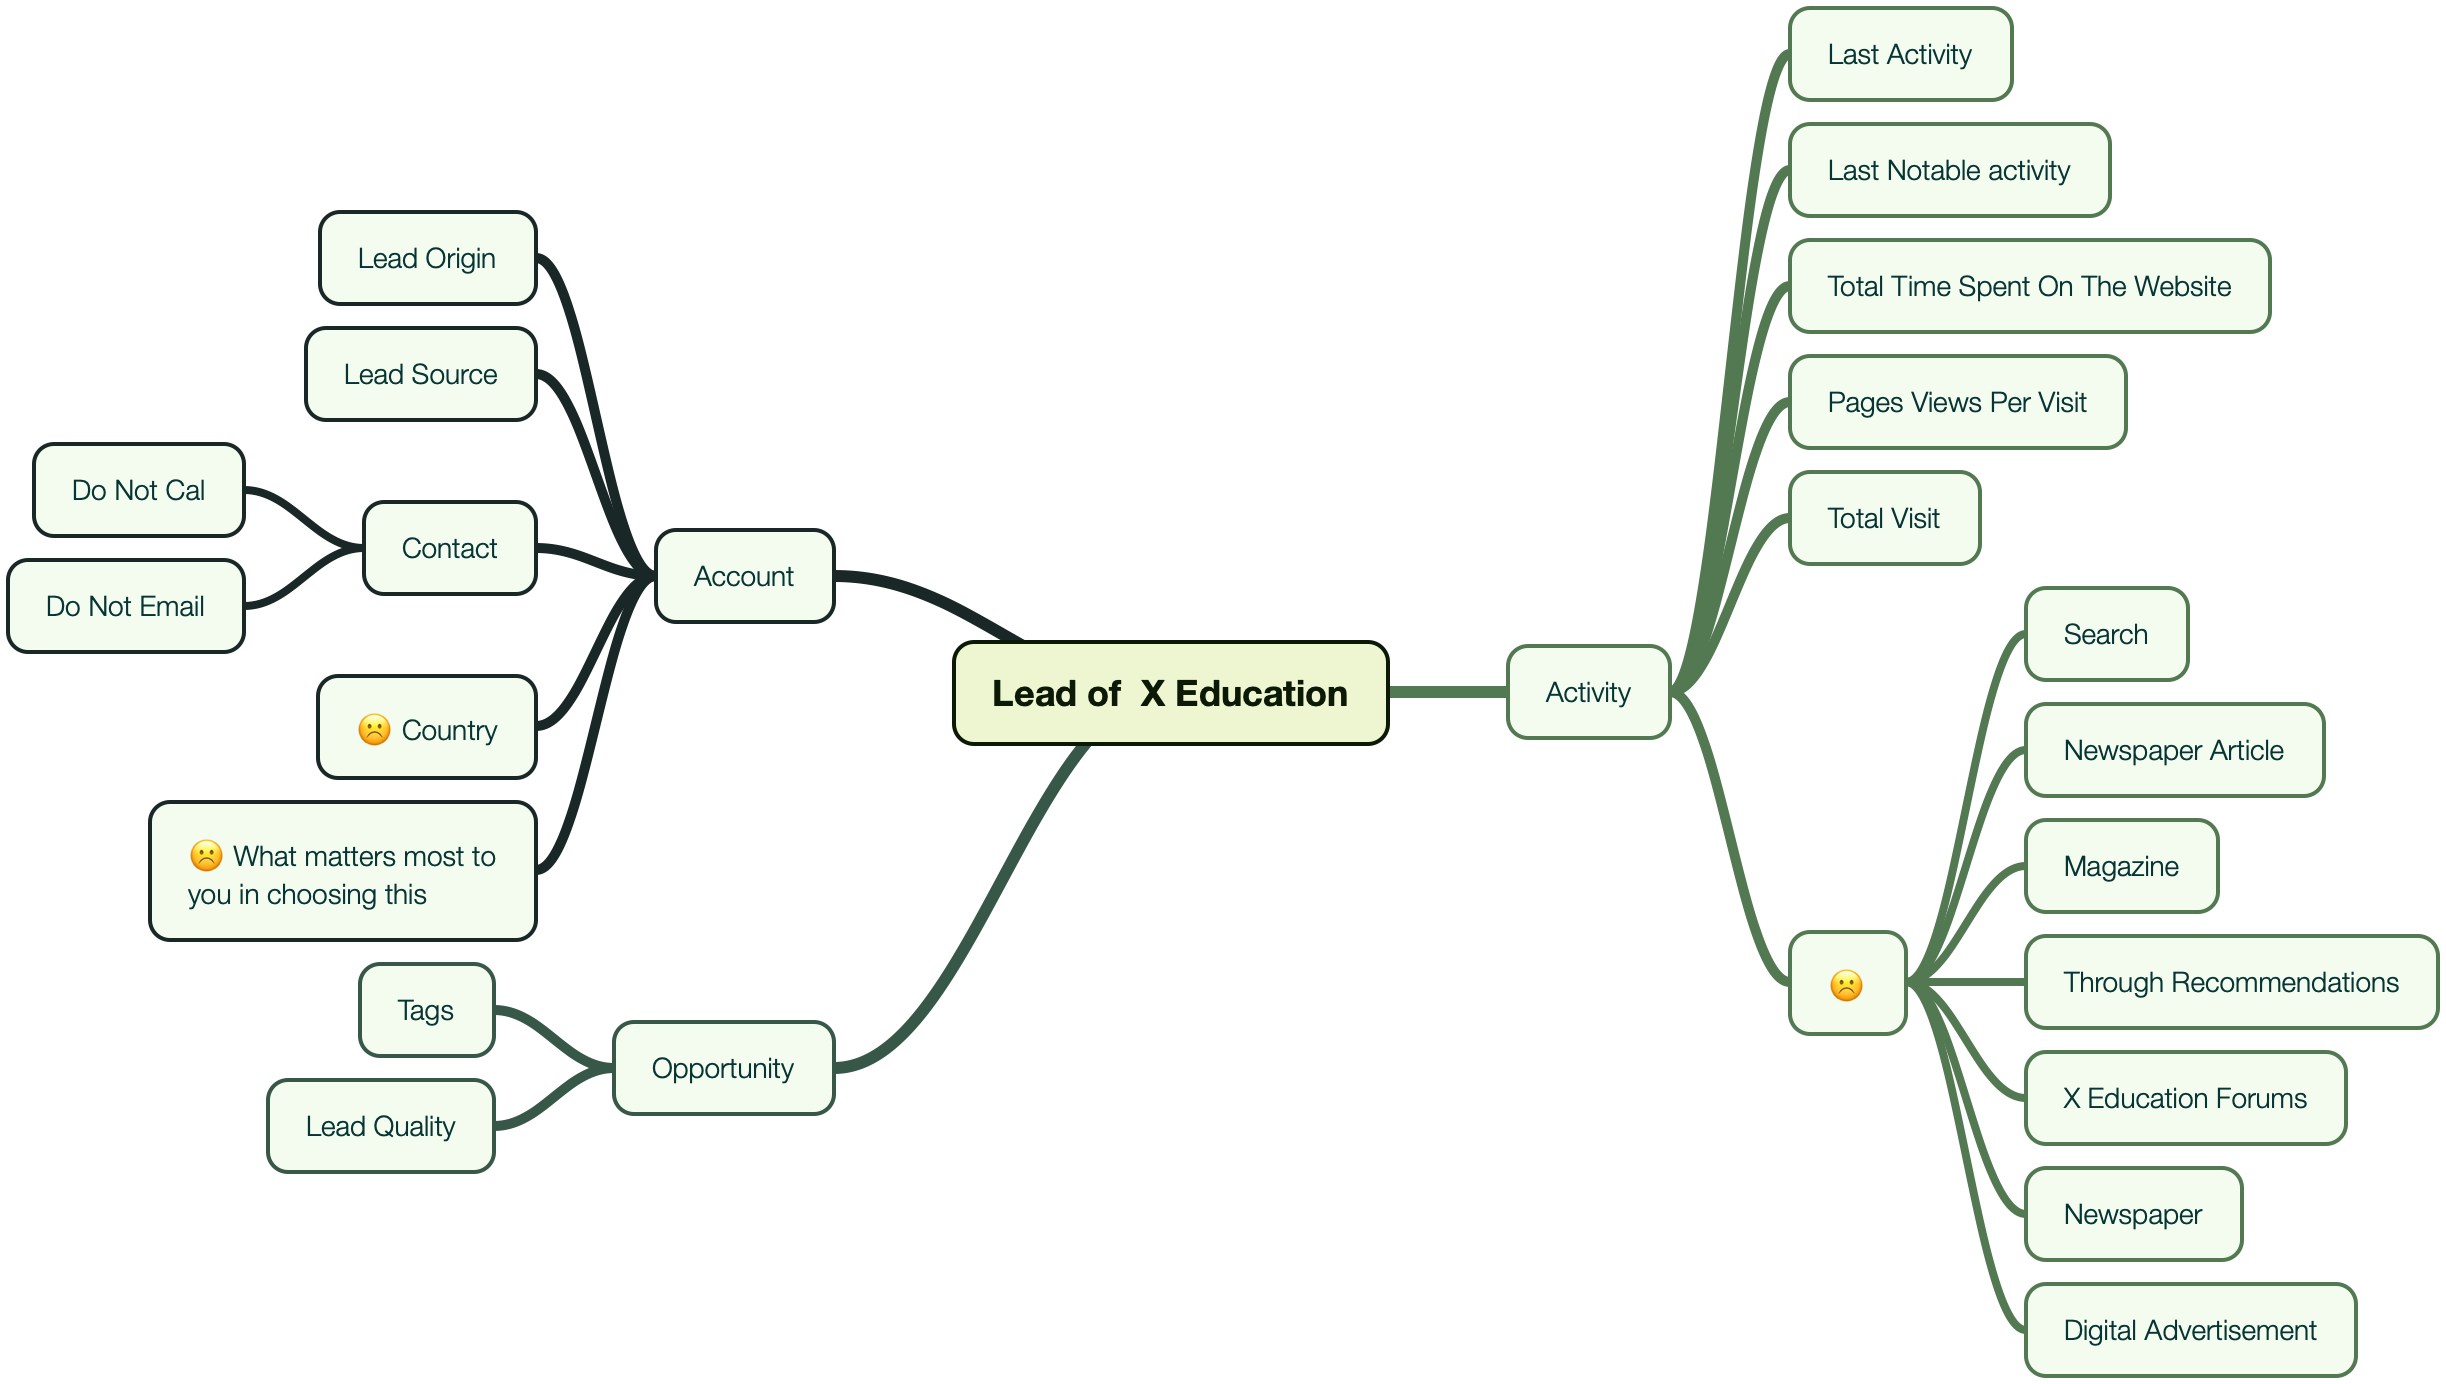 Last Activity
Last Notable activity
Total Time Spent On The Website
Pages Views Per Visit
Total Visit
Search
Newspaper Article
Magazine
☹️
Through Recommendations
X Education Forums
Newspaper
Digital Advertisement
Activity
Lead of  X Education
Account
Lead Origin
Lead Source
Contact
Do Not Cal
Do Not Email
☹️ Country
☹️ What matters most to
you in choosing this
Opportunity
Tags
Lead Quality